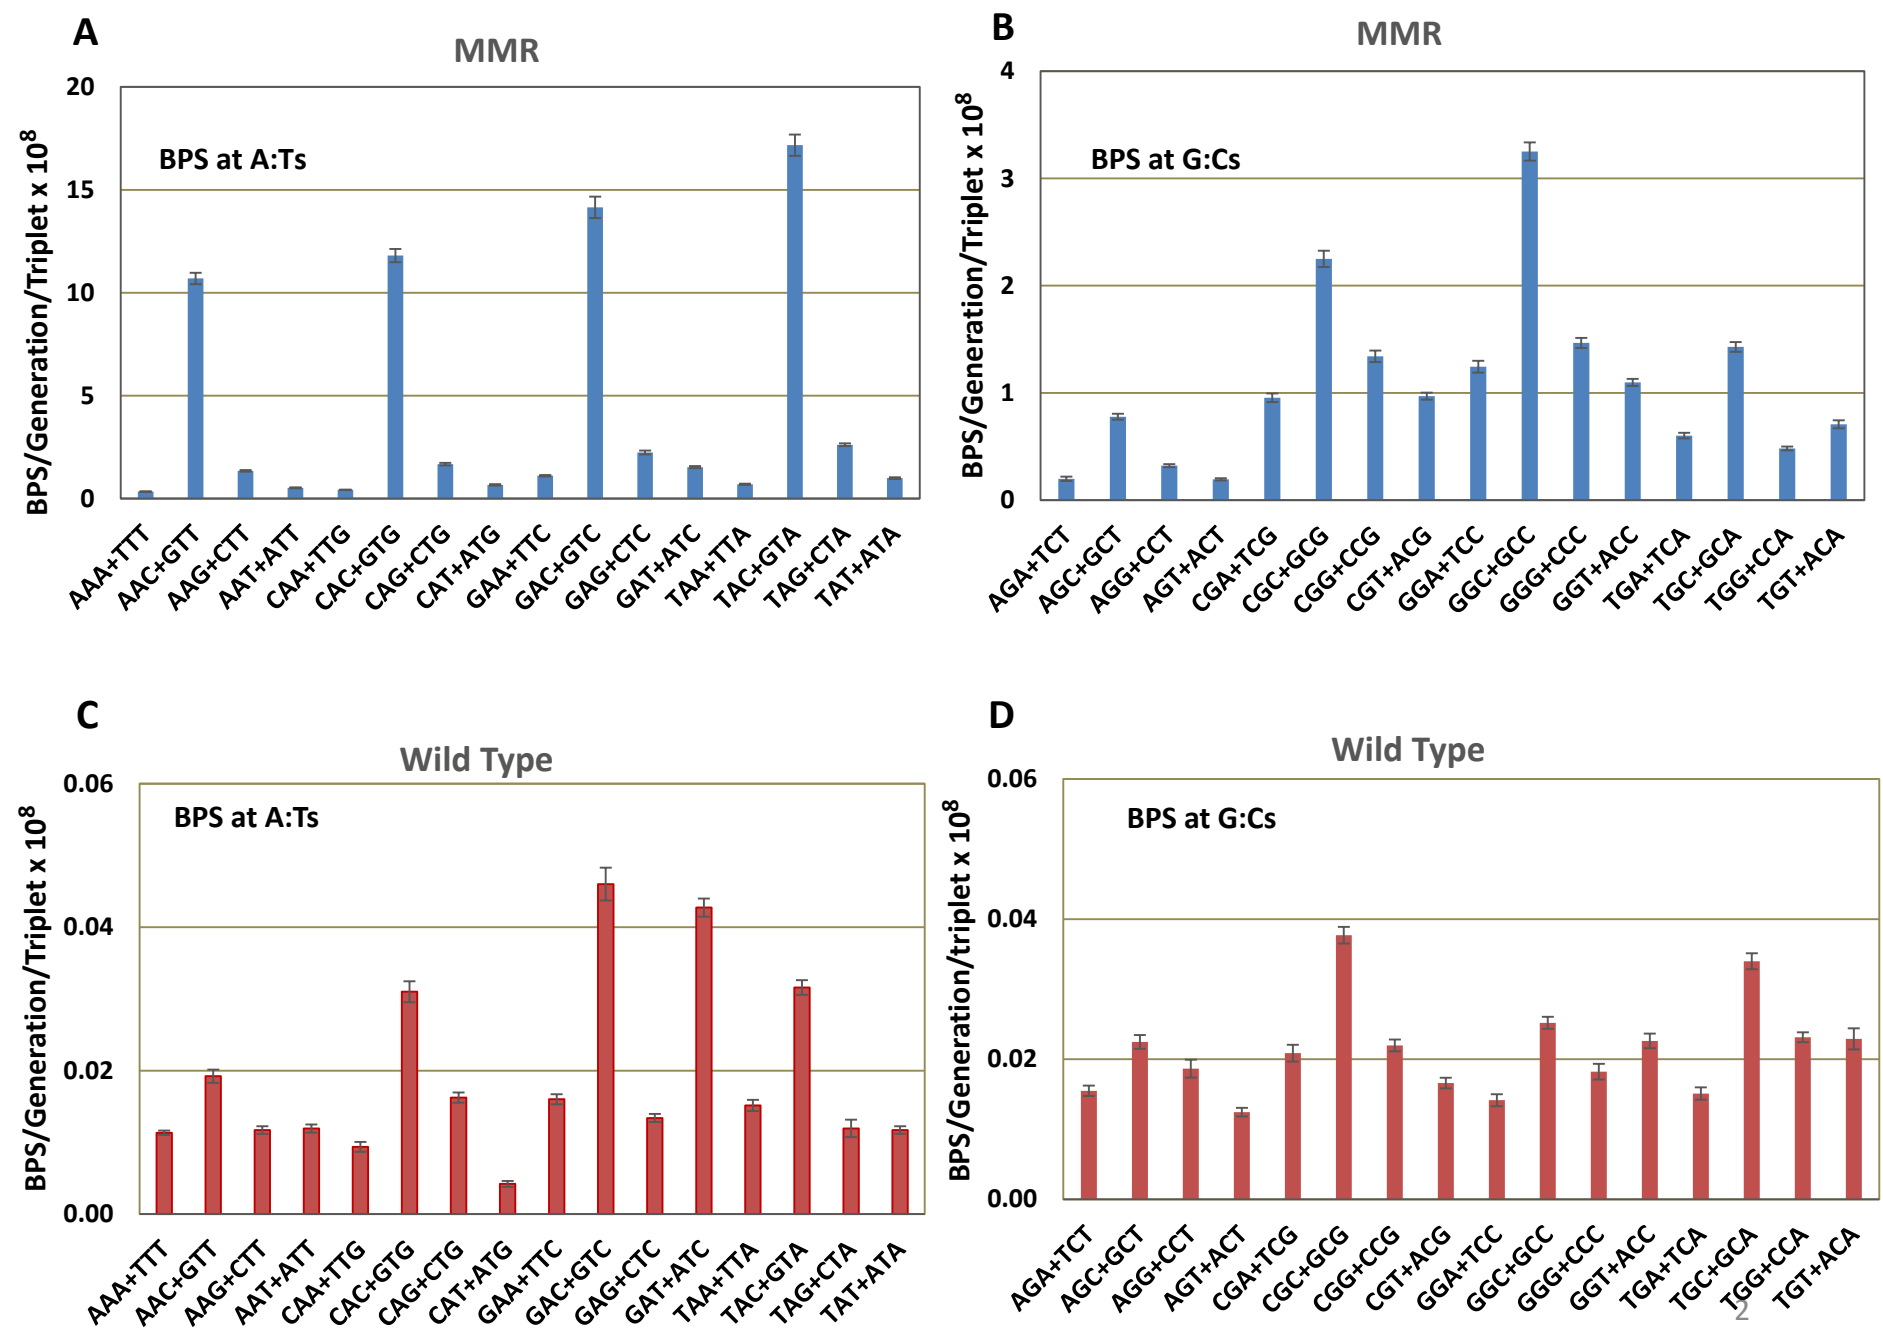 A
MMR
BPS/Generation/Triplet x 10⁸
20
15
10
5
0
BPS at A:Ts
AAA+TTT
AAC+GTT
AAG+CTT
AAT+ATT
CAA+TTG
CAC+GTG
CAG+CTG
CAT+ATG
GAA+TTC
GAC+GTC
GAG+CTC
GAT+ATC
TAA+TTA
TAC+GTA
TAG+CTA
TAT+ATA
B
MMR
BPS/Generation/Triplet x 10⁸
4
3
2
1
0
BPS at G:Cs
AGA+TCT
AGC+GCT
AGG+CCT
AGT+ACT
CGA+TCG
CGC+GCG
CGG+CCG
CGT+ACG
GGA+TCC
GGC+GCC
GGG+CCC
GGT+ACC
TGA+TCA
TGC+GCA
TGG+CCA
TGT+ACA
C
Wild Type
BPS/Generation/Triplet x 10⁸
0.06
0.04
0.02
0.00
BPS at A:Ts
AAA+TTT
AAC+GTT
AAG+CTT
AAT+ATT
CAA+TTG
CAC+GTG
CAG+CTG
CAT+ATG
GAA+TTC
GAC+GTC
GAG+CTC
GAT+ATC
TAA+TTA
TAC+GTA
TAG+CTA
TAT+ATA
D
Wild Type
BPS/Generation/triplet x 10⁸
0.06
0.04
0.02
0.00
BPS at G:Cs
AGA+TCT
AGC+GCT
AGG+CCT
AGT+ACT
CGA+TCG
CGC+GCG
CGG+CCG
CGT+ACG
GGA+TCC
GGC+GCC
GGG+CCC
GGT+ACC
TGA+TCA
TGC+GCA
TGG+CCA
TGT+ACA
2